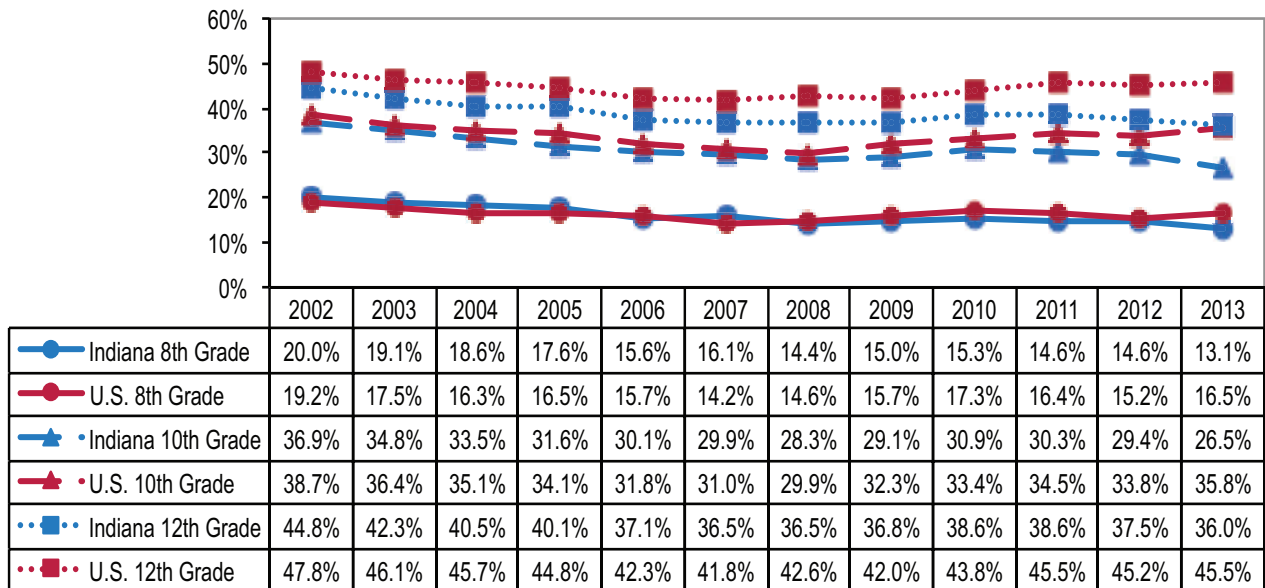 60%
50%
40%
30%
20%
10%
0%
2002 2003 2004 2005 2006 2007 2008 2009 2010 2011 2012 2013
Indiana 8th Grade 20.0% 19.1% 18.6% 17.6% 15.6% 16.1% 14.4% 15.0% 15.3% 14.6% 14.6% 13.1%
U.S. 8th Grade 19.2% 17.5% 16.3% 16.5% 15.7% 14.2% 14.6% 15.7% 17.3% 16.4% 15.2% 16.5%
Indiana 10th Grade 36.9% 34.8% 33.5% 31.6% 30.1% 29.9% 28.3% 29.1% 30.9% 30.3% 29.4% 26.5%
U.S. 10th Grade 38.7% 36.4% 35.1% 34.1% 31.8% 31.0% 29.9% 32.3% 33.4% 34.5% 33.8% 35.8%
Indiana 12th Grade 44.8% 42.3% 40.5% 40.1% 37.1% 36.5% 36.5% 36.8% 38.6% 38.6% 37.5% 36.0%
U.S. 12th Grade 47.8% 46.1% 45.7% 44.8% 42.3% 41.8% 42.6% 42.0% 43.8% 45.5% 45.2% 45.5%